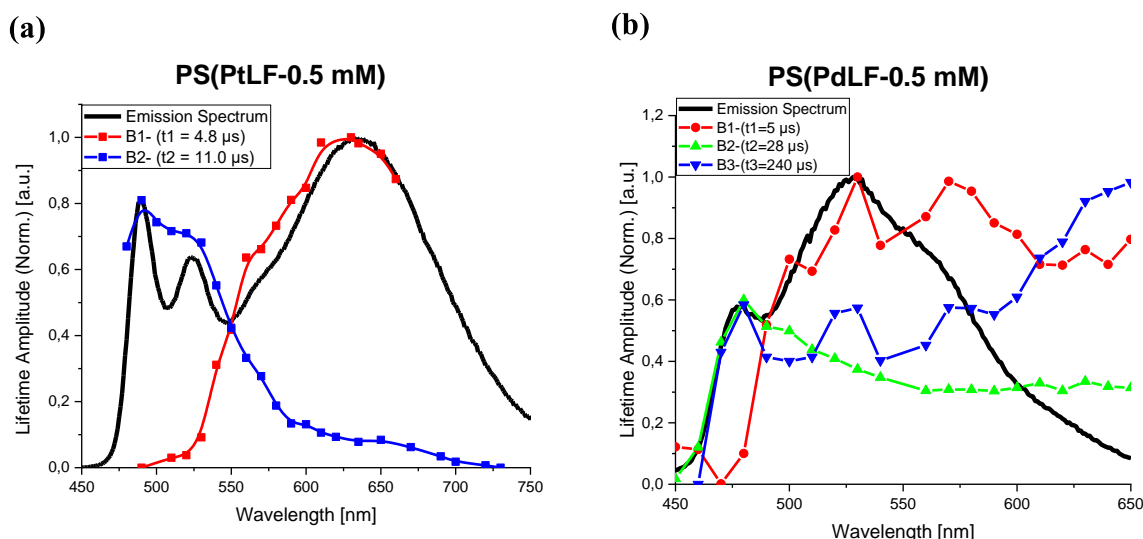 (a)
PS(PtLF-0.5 mM)
Emission Spectrum
B1- (t1 = 4.8 µs)
B2- (t2 = 11.0 µs)
Lifetime Amplitude (Norm.) [a.u.]
1,0
0,8
0,6
0,4
0,2
0,0
450 500 550 600 650 700 750
Wavelength [nm]
(b)
PS(PdLF-0.5 mM)
Emission Spectrum
B1-(t1=5 µs)
B2-(t2=28 µs)
B3-(t3=240 µs)
Lifetime Amplitude (Norm.) [a.u.]
1,2
1,0
0,8
0,6
0,4
0,2
0,0
450 500 550 600 650
Wavelength [nm]